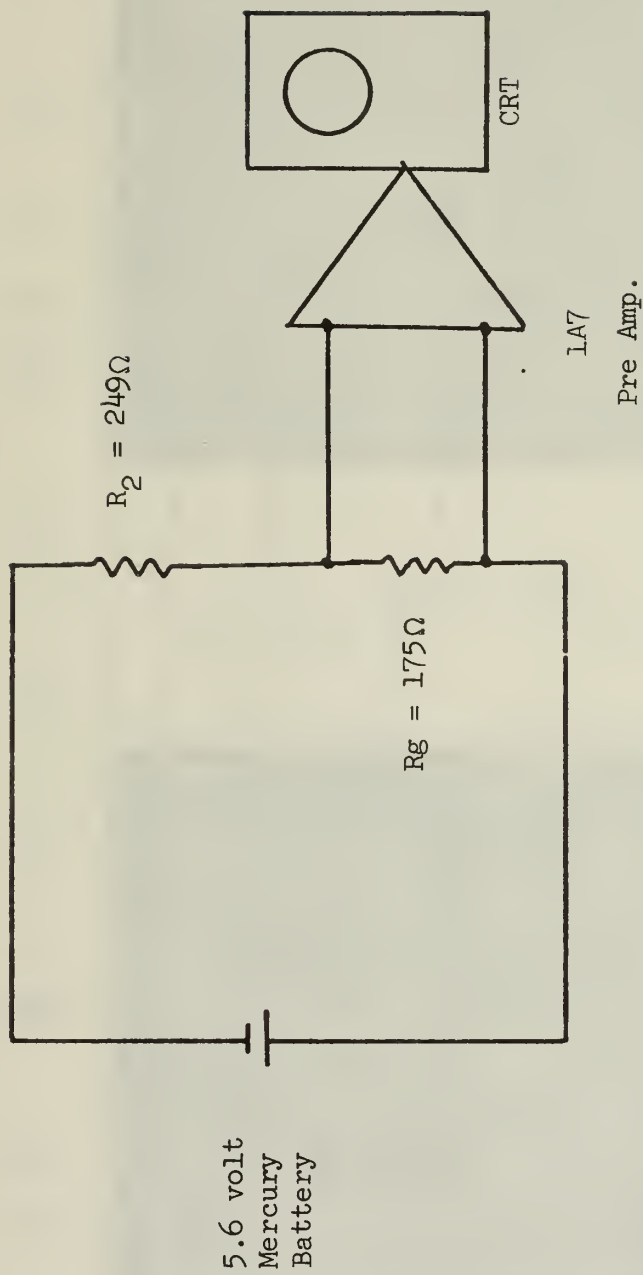 5.6 volt
Mercury
Battery
R2 = 249Ω
Rg = 175Ω
1A7
Pre Amp.
CRT